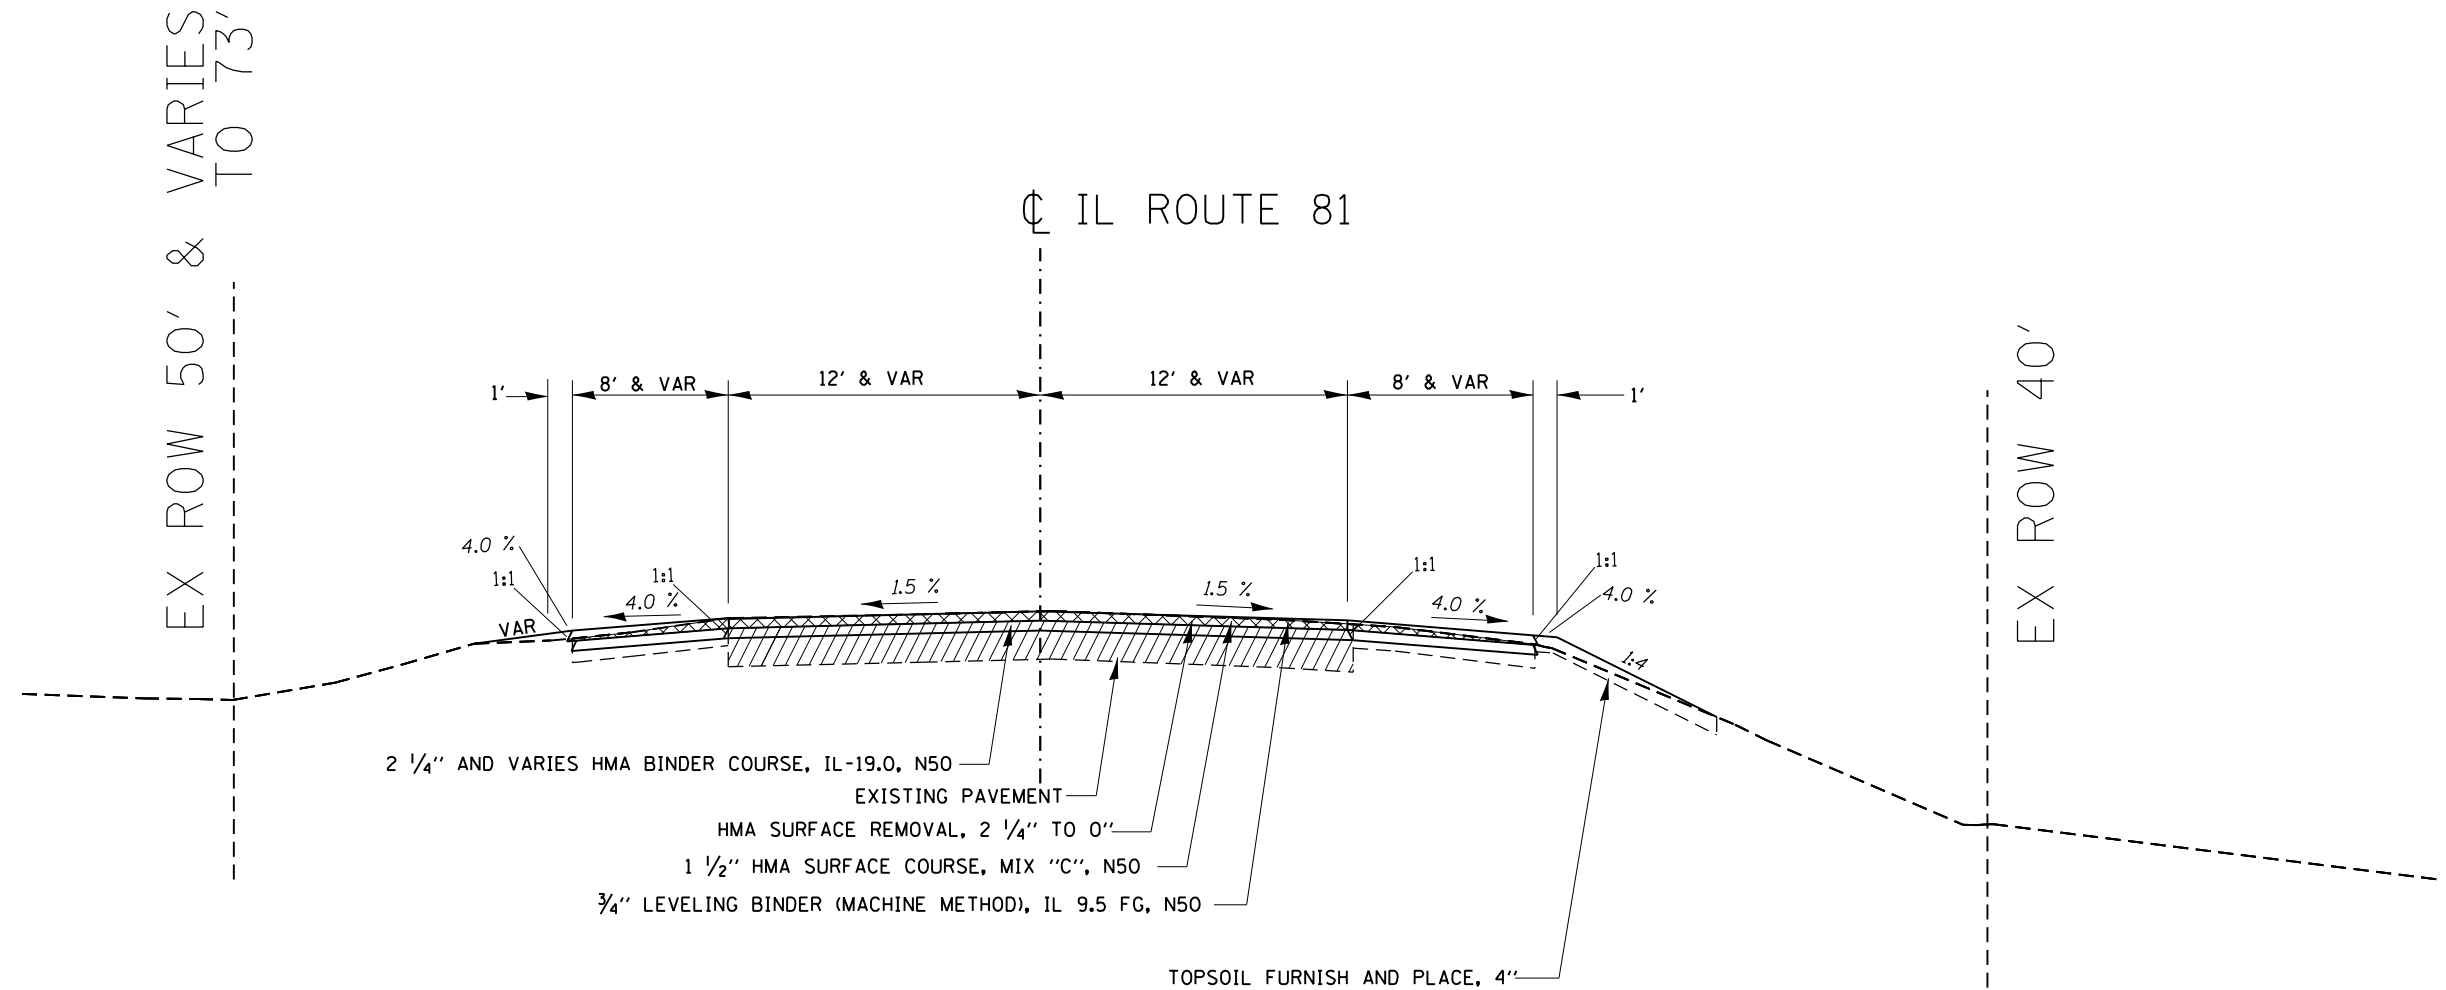 EX ROW 50' & VARIES
TO 73'
℄ IL ROUTE 81
EX ROW 40'
1'
8' & VAR
12' & VAR
12' & VAR
8' & VAR
1'
4.0 %
1:1
VAR
4.0 %
1:1
1.5 %
1.5 %
1:1
4.0 %
1:1
4.0 %
1:4
2 1/4'' AND VARIES HMA BINDER COURSE, IL-19.0, N50
EXISTING PAVEMENT
HMA SURFACE REMOVAL, 2 1/4'' TO 0''
1 1/2'' HMA SURFACE COURSE, MIX ''C'', N50
3/4'' LEVELING BINDER (MACHINE METHOD), IL 9.5 FG, N50
TOPSOIL FURNISH AND PLACE, 4''